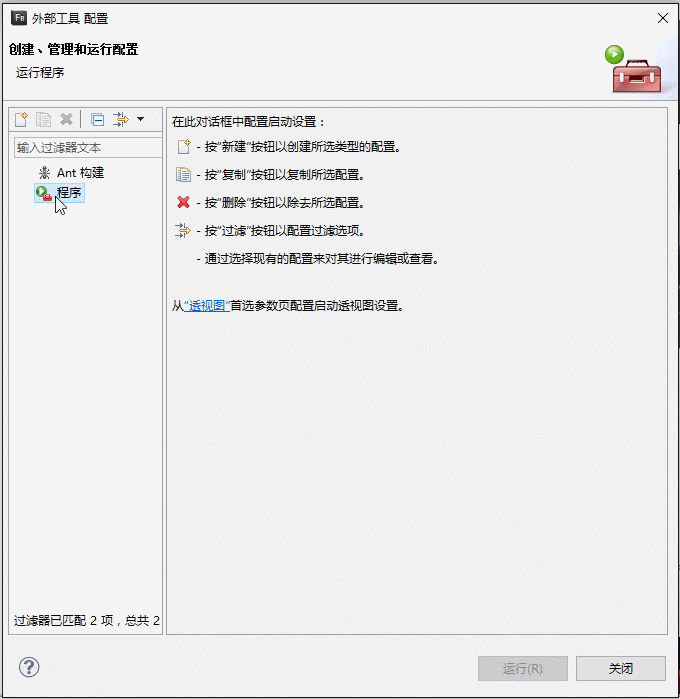 Fb 外部工具 配置
创建、管理和运行配置
运行程序
输入过滤器文本
Ant 构建
程序
在此对话框中配置启动设置：
- 按“新建”按钮以创建所选类型的配置。
- 按“复制”按钮以复制所选配置。
- 按“删除”按钮以除去所选配置。
- 按“过滤”按钮以配置过滤选项。
- 通过选择现有的配置来对其进行编辑或查看。
从“透视图”首选参数页配置启动透视图设置。
过滤器已匹配 2 项，总共 2
运行(R)
关闭